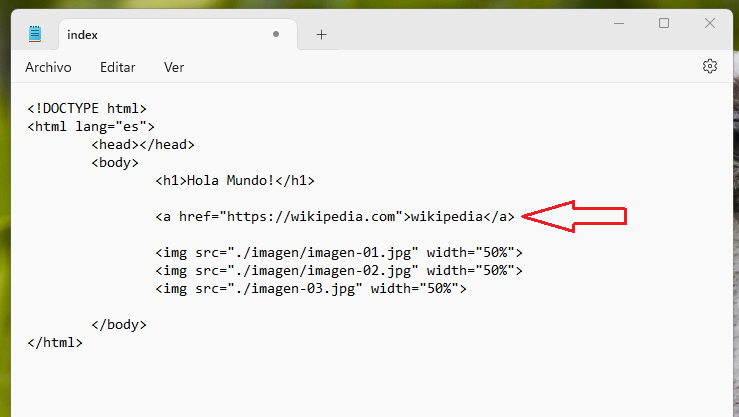 index
Archivo Editar Ver
<!DOCTYPE html>
<html lang="es">
<head></head>
<body>
<h1>Hola Mundo!</h1>
<a href="https://wikipedia.com">wikipedia</a>
<img src="./imagen/imagen-01.jpg" width="50%">
<img src="./imagen/imagen-02.jpg" width="50%">
<img src="./imagen-03.jpg" width="50%">
</body>
</html>